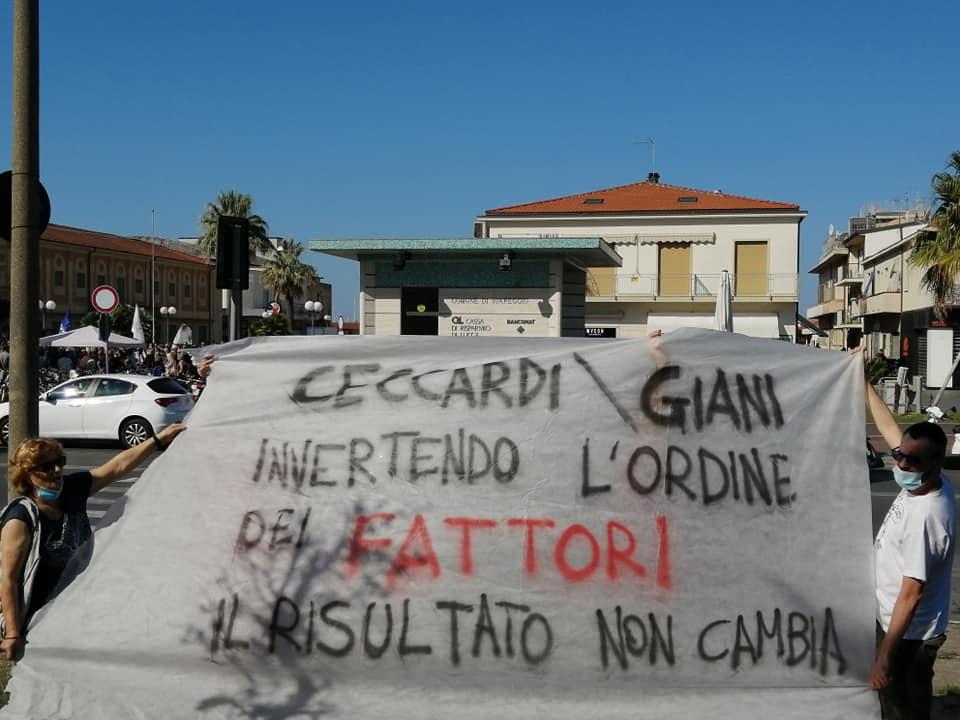 COMUNE DI VIAREGGIO
CASSA
DI RISPARMIO
DI LUCCA
BANCOMAT
CECCARDI \ GIANI
INVERTENDO L'ORDINE
DEI FATTORI
IL RISULTATO NON CAMBIA